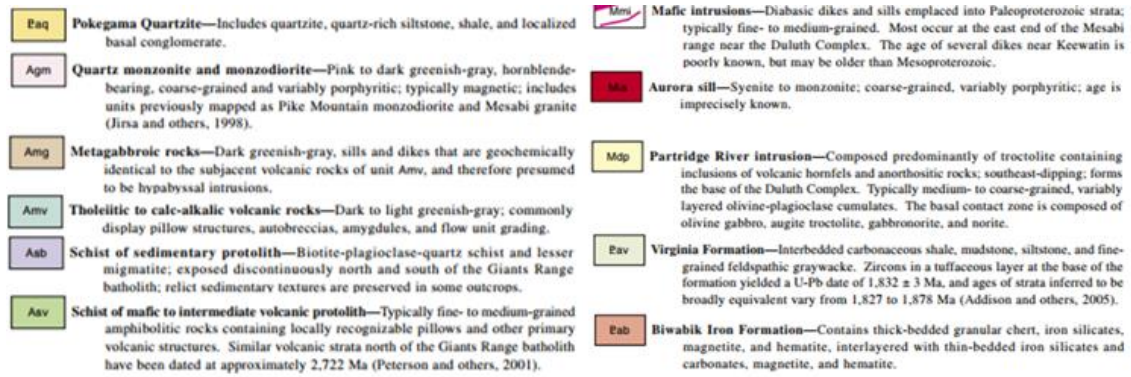 Paq
Pokegama Quartzite—Includes quartzite, quartz-rich siltstone, shale, and localized
basal conglomerate.
Agm
Quartz monzonite and monzodiorite—Pink to dark greenish-gray, hornblende-
bearing, coarse-grained and variably porphyritic; typically magnetic; includes
units previously mapped as Pike Mountain monzodiorite and Mesabi granite
(Jirsa and others, 1998).
Amg
Metagabbroic rocks—Dark greenish-gray, sills and dikes that are geochemically
identical to the subjacent volcanic rocks of unit Amv, and therefore presumed
to be hypabyssal intrusions.
Amv
Tholeiitic to calc-alkalic volcanic rocks—Dark to light greenish-gray; commonly
display pillow structures, autobreccias, amygdules, and flow unit grading.
Asb
Schist of sedimentary protolith—Biotite-plagioclase-quartz schist and lesser
migmatite; exposed discontinuously north and south of the Giants Range
batholith; relict sedimentary textures are preserved in some outcrops.
Asv
Schist of mafic to intermediate volcanic protolith—Typically fine- to medium-grained
amphibolitic rocks containing locally recognizable pillows and other primary
volcanic structures. Similar volcanic strata north of the Giants Range batholith
have been dated at approximately 2,722 Ma (Peterson and others, 2001).
Mmi
Mafic intrusions—Diabasic dikes and sills emplaced into Paleoproterozoic strata;
typically fine- to medium-grained. Most occur at the east end of the Mesabi
range near the Duluth Complex. The age of several dikes near Keewatin is
poorly known, but may be older than Mesoproterozoic.
Aurora sill—Syenite to monzonite; coarse-grained, variably porphyritic; age is
imprecisely known.
Mdp
Partridge River intrusion—Composed predominantly of troctolite containing
inclusions of volcanic hornfels and anorthositic rocks; southeast-dipping; forms
the base of the Duluth Complex. Typically medium- to coarse-grained, variably
layered olivine-plagioclase cumulates. The basal contact zone is composed of
olivine gabbro, augite troctolite, gabbronorite, and norite.
Pav
Virginia Formation—Interbedded carbonaceous shale, mudstone, siltstone, and fine-
grained feldspathic graywacke. Zircons in a tuffaceous layer at the base of the
formation yielded a U-Pb date of 1,832 ± 3 Ma, and ages of strata inferred to be
broadly equivalent vary from 1,827 to 1,878 Ma (Addison and others, 2005).
Pab
Biwabik Iron Formation—Contains thick-bedded granular chert, iron silicates,
magnetite, and hematite, interlayered with thin-bedded iron silicates and
carbonates, magnetite, and hematite.